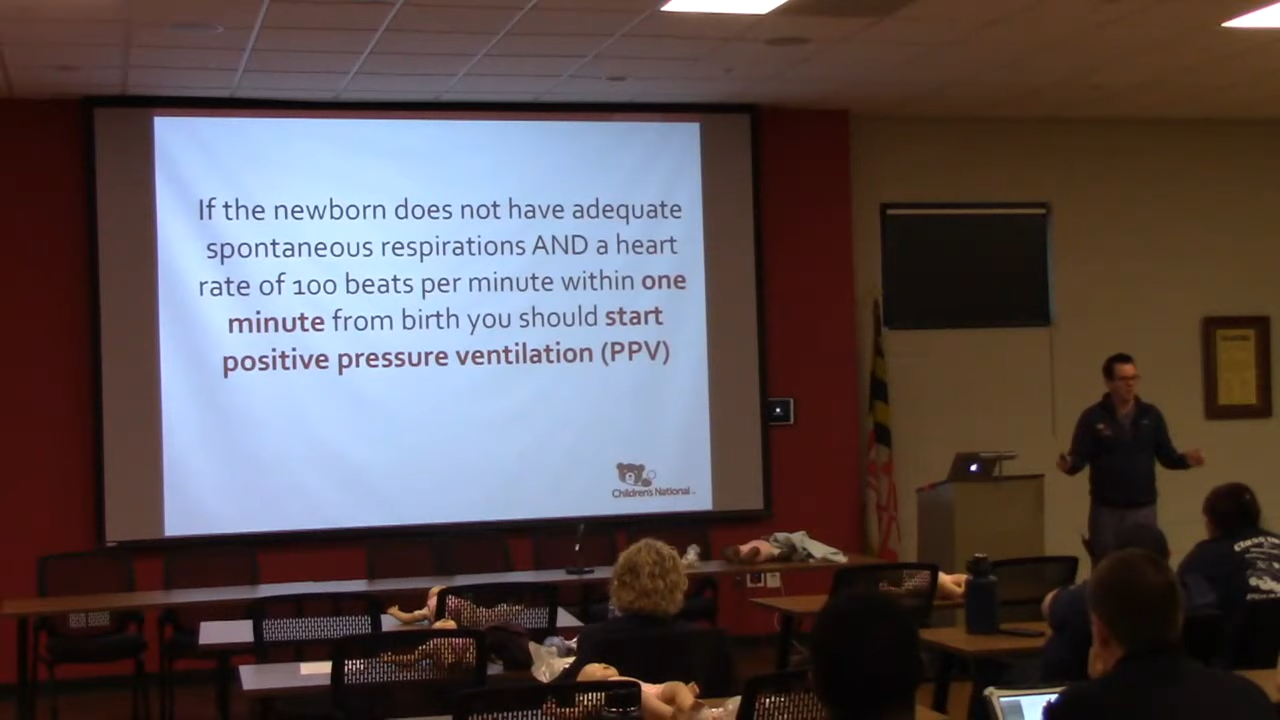 If the newborn does not have adequate
spontaneous respirations AND a heart
rate of 100 beats per minute within one
minute from birth you should start
positive pressure ventilation (PPV)
Children's National